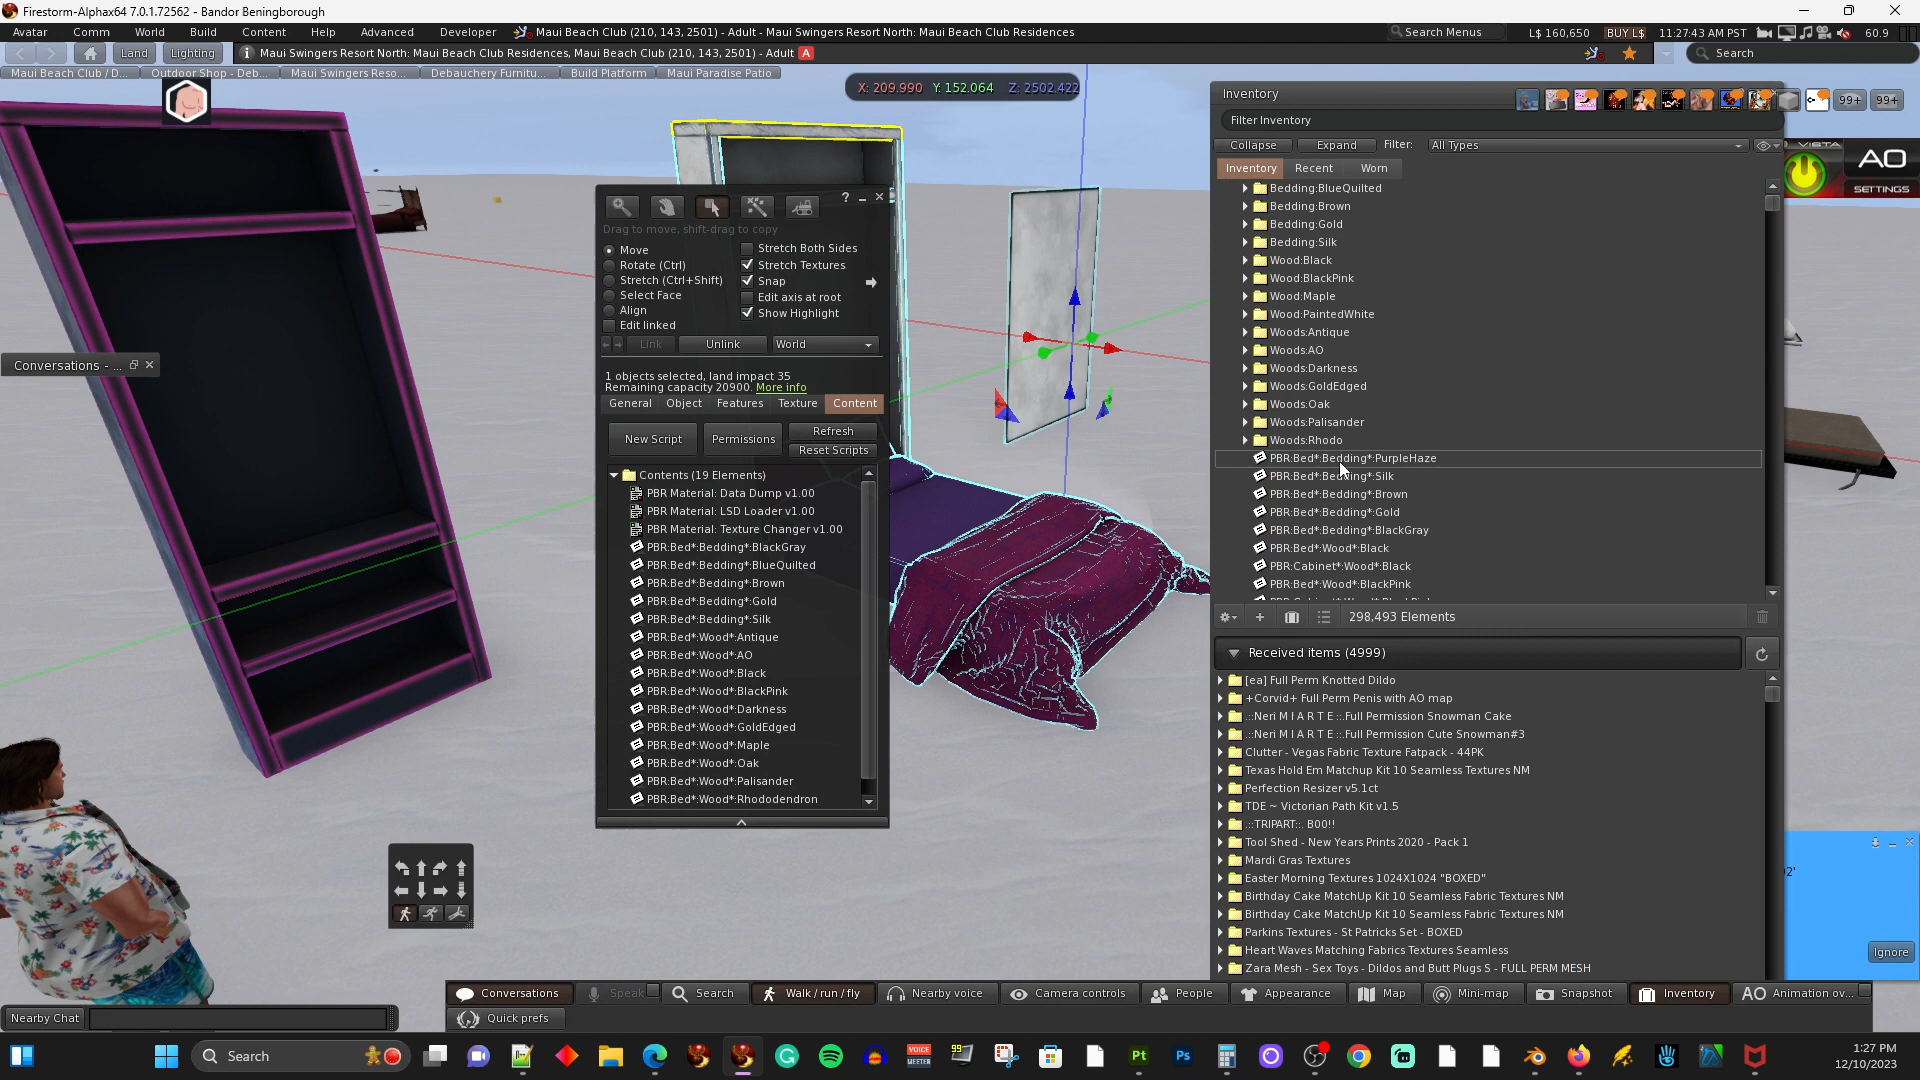 Firestorm-Alphax64 7.0.1.72562 - Bandor Beningborough
Avatar Comm World Build Content Help Advanced Developer Maui Beach Club (210, 143, 2501) - Adult - Maui Swingers Resort North: Maui Beach Club Residences Search Menus L$ 160,650 BUY L$ 11:27:43 AM PST 60.9
Land Lighting Maui Swingers Resort North: Maui Beach Club Residences, Maui Beach Club (210, 143, 2501) - Adult A Search
Maui Beach Club / D... Outdoor Shop - Deb... Maui Swingers Reso... Debauchery Furnitu... Build Platform Maui Paradise Patio
X: 209.990 Y: 152.064 Z: 2502.422
Conversations - ...
Drag to move, shift-drag to copy
Move
Rotate (Ctrl)
Stretch (Ctrl+Shift)
Select Face
Align
Edit linked
Stretch Both Sides
Stretch Textures
Snap
Edit axis at root
Show Highlight
Link Unlink World
1 objects selected, land impact 35
Remaining capacity 20900. More info
General Object Features Texture Content
New Script Permissions Refresh
Reset Scripts
Contents (19 Elements)
PBR Material: Data Dump v1.00
PBR Material: LSD Loader v1.00
PBR Material: Texture Changer v1.00
PBR:Bed*:Bedding*:BlackGray
PBR:Bed*:Bedding*:BlueQuilted
PBR:Bed*:Bedding*:Brown
PBR:Bed*:Bedding*:Gold
PBR:Bed*:Bedding*:Silk
PBR:Bed*:Wood*:Antique
PBR:Bed*:Wood*:AO
PBR:Bed*:Wood*:Black
PBR:Bed*:Wood*:BlackPink
PBR:Bed*:Wood*:Darkness
PBR:Bed*:Wood*:GoldEdged
PBR:Bed*:Wood*:Maple
PBR:Bed*:Wood*:Oak
PBR:Bed*:Wood*:Palisander
PBR:Bed*:Wood*:Rhododendron
Inventory
99+ 99+
Filter Inventory
Collapse Expand Filter: All Types
Inventory Recent Worn
Bedding:BlueQuilted
Bedding:Brown
Bedding:Gold
Bedding:Silk
Wood:Black
Wood:BlackPink
Wood:Maple
Wood:PaintedWhite
Woods:Antique
Woods:AO
Woods:Darkness
Woods:GoldEdged
Woods:Oak
Woods:Palisander
Woods:Rhodo
PBR:Bed*:Bedding*:PurpleHaze
PBR:Bed*:Bedding*:Silk
PBR:Bed*:Bedding*:Brown
PBR:Bed*:Bedding*:Gold
PBR:Bed*:Bedding*:BlackGray
PBR:Bed*:Wood*:Black
PBR:Cabinet*:Wood*:Black
PBR:Bed*:Wood*:BlackPink
298,493 Elements
Received items (4999)
[ea] Full Perm Knotted Dildo
+Corvid+ Full Perm Penis with AO map
.::Neri M I A R T E ::.Full Permission Snowman Cake
.::Neri M I A R T E ::.Full Permission Cute Snowman#3
Clutter - Vegas Fabric Texture Fatpack - 44PK
Texas Hold Em Matchup Kit 10 Seamless Textures NM
Perfection Resizer v5.1ct
TDE ~ Victorian Path Kit v1.5
.::TRIPART::. B00!!
Tool Shed - New Years Prints 2020 - Pack 1
Mardi Gras Textures
Easter Morning Textures 1024X1024 "BOXED"
Birthday Cake MatchUp Kit 10 Seamless Fabric Textures NM
Birthday Cake MatchUp Kit 10 Seamless Fabric Textures NM
Parkins Textures - St Patricks Set - BOXED
Heart Waves Matching Fabrics Textures Seamless
Zara Mesh - Sex Toys - Dildos and Butt Plugs S - FULL PERM MESH
VISTA
AO
SETTINGS
Ignore
Conversations Speak Search Walk / run / fly Nearby voice Camera controls People Appearance Map Mini-map Snapshot Inventory AO Animation ov...
Nearby Chat Quick prefs
Search
VOICE
MEETER
99+
Pt
Ps
1:27 PM
12/10/2023